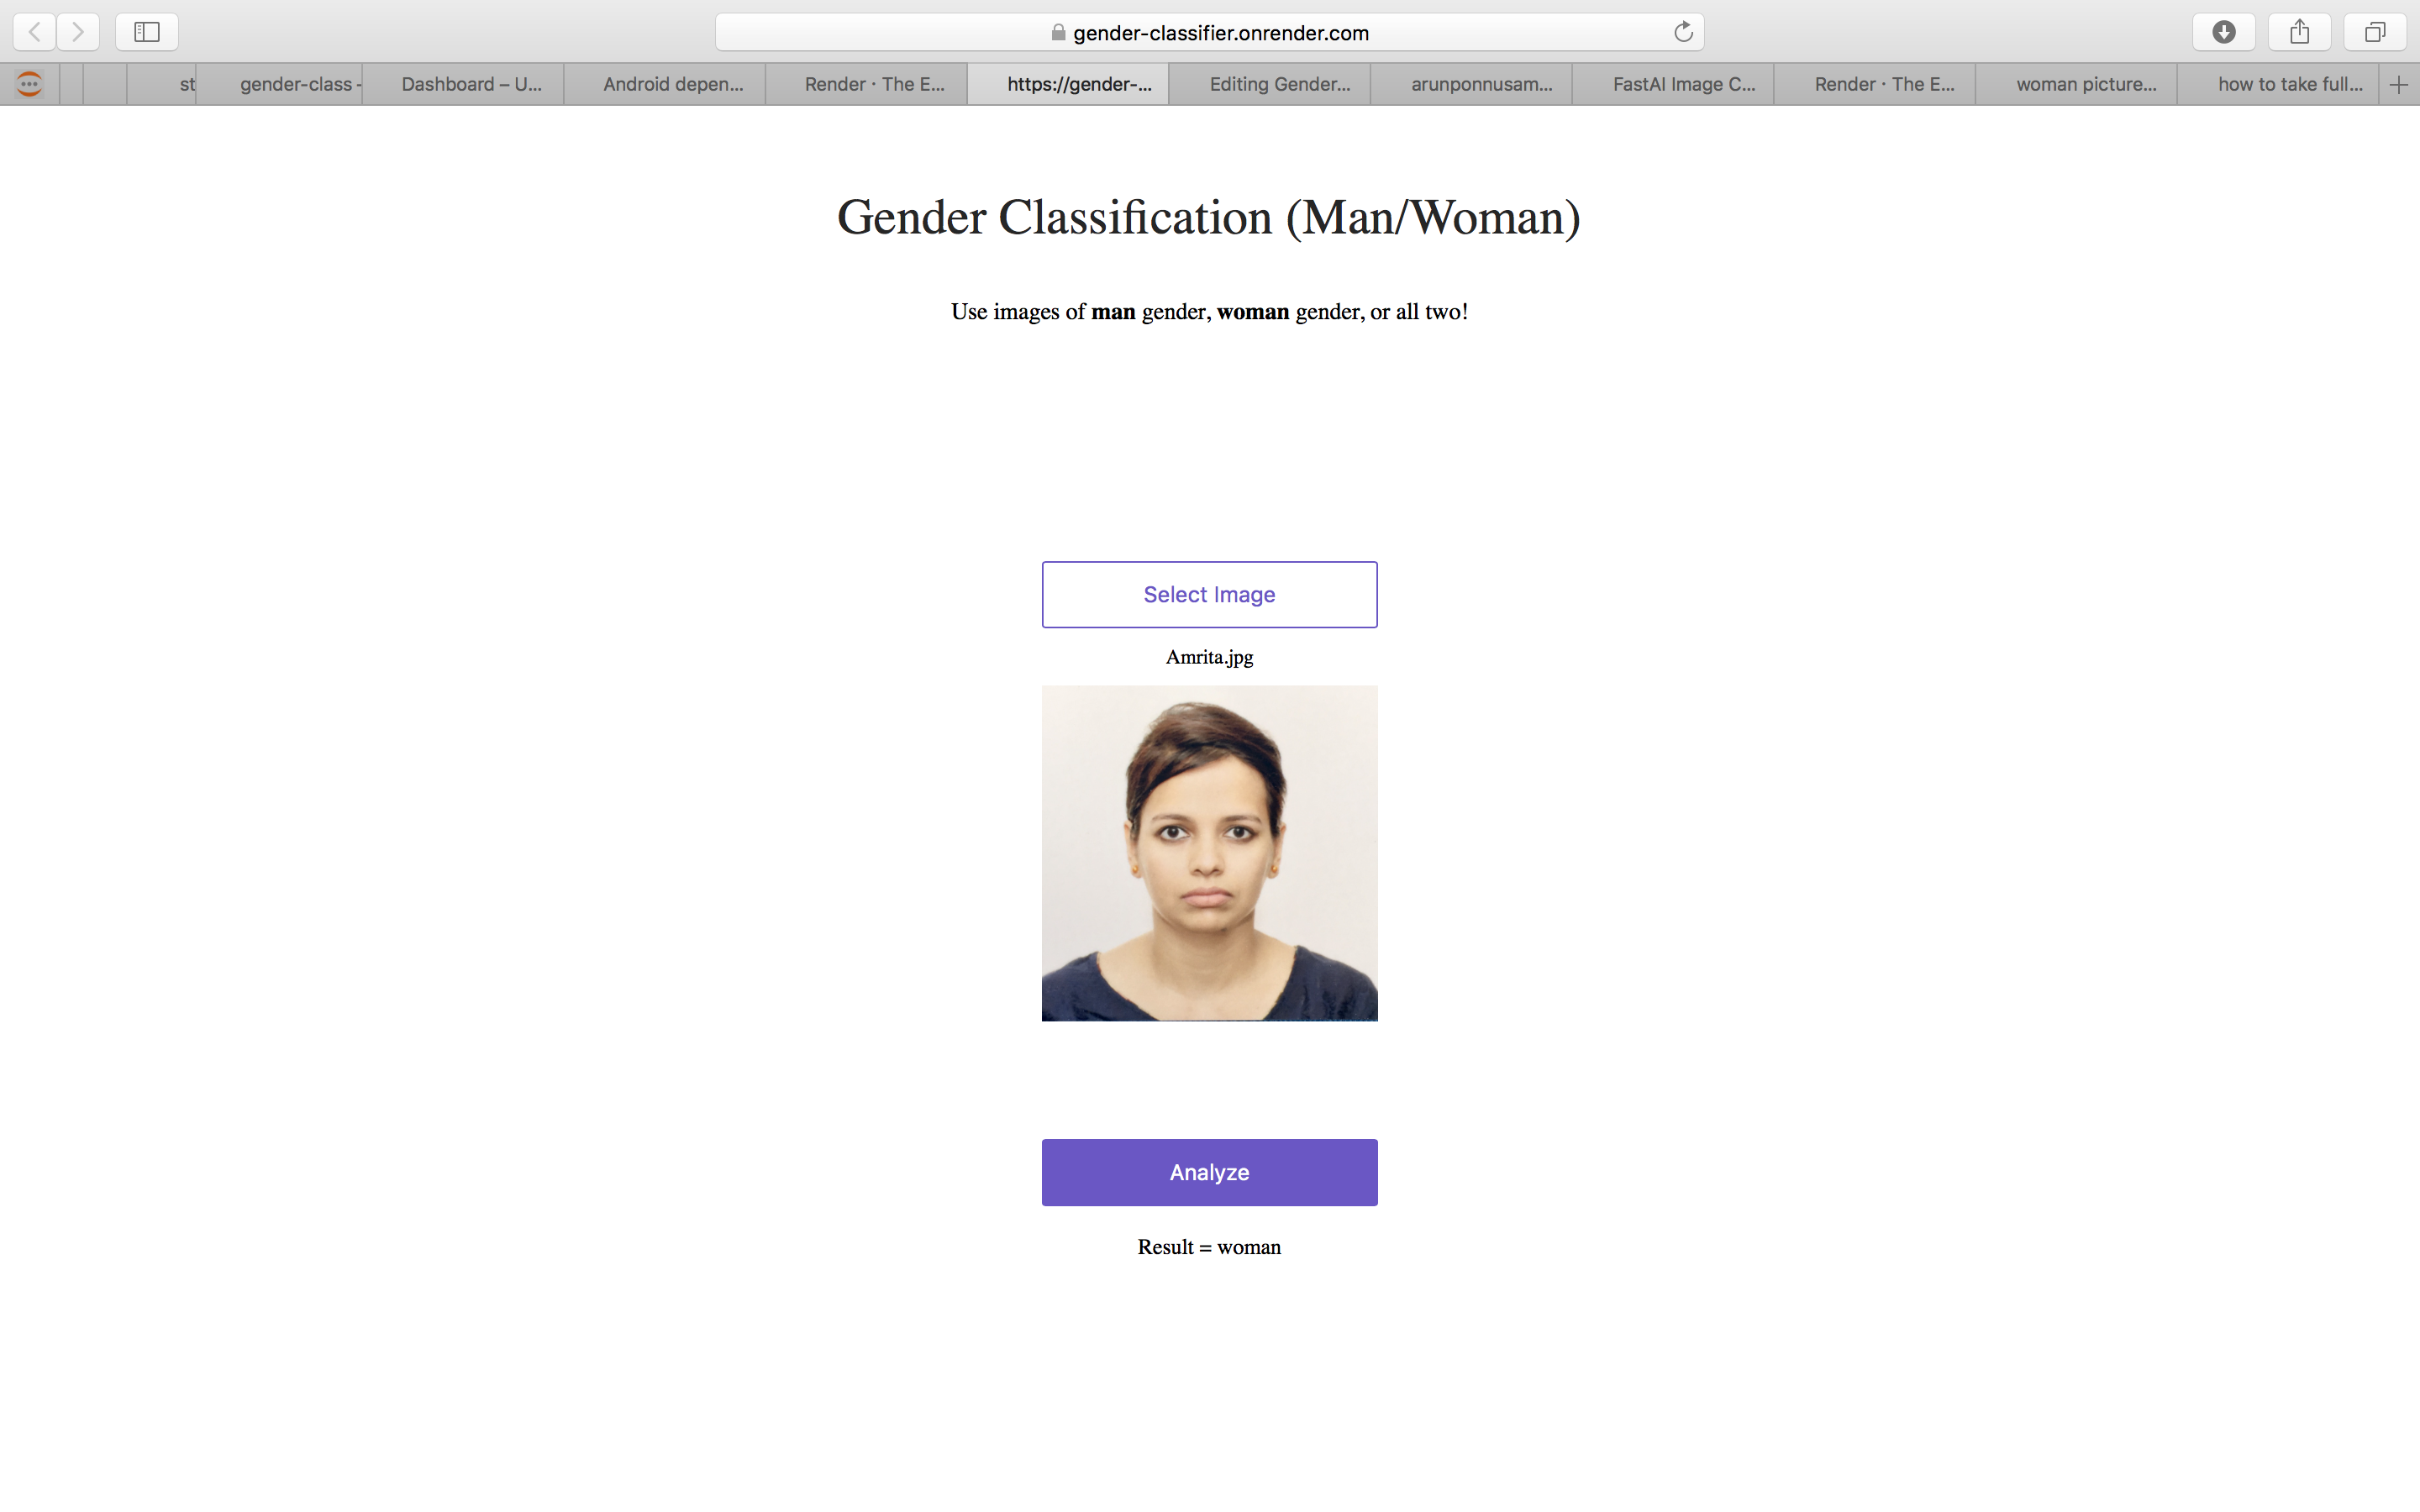 gender-classifier.onrender.com
st gender-class - Dashboard – U... Android depen... Render · The E... https://gender-... Editing Gender... arunponnusam... FastAI Image C... Render · The E... woman picture... how to take full...
Gender Classification (Man/Woman)
Use images of man gender, woman gender, or all two!
Select Image
Amrita.jpg
Analyze
Result = woman